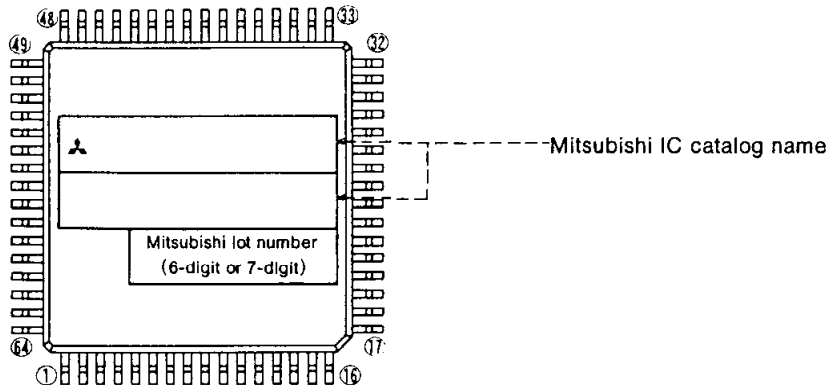 48 33
49 32
Mitsubishi IC catalog name
Mitsubishi lot number
(6-digit or 7-digit)
64 17
1 16